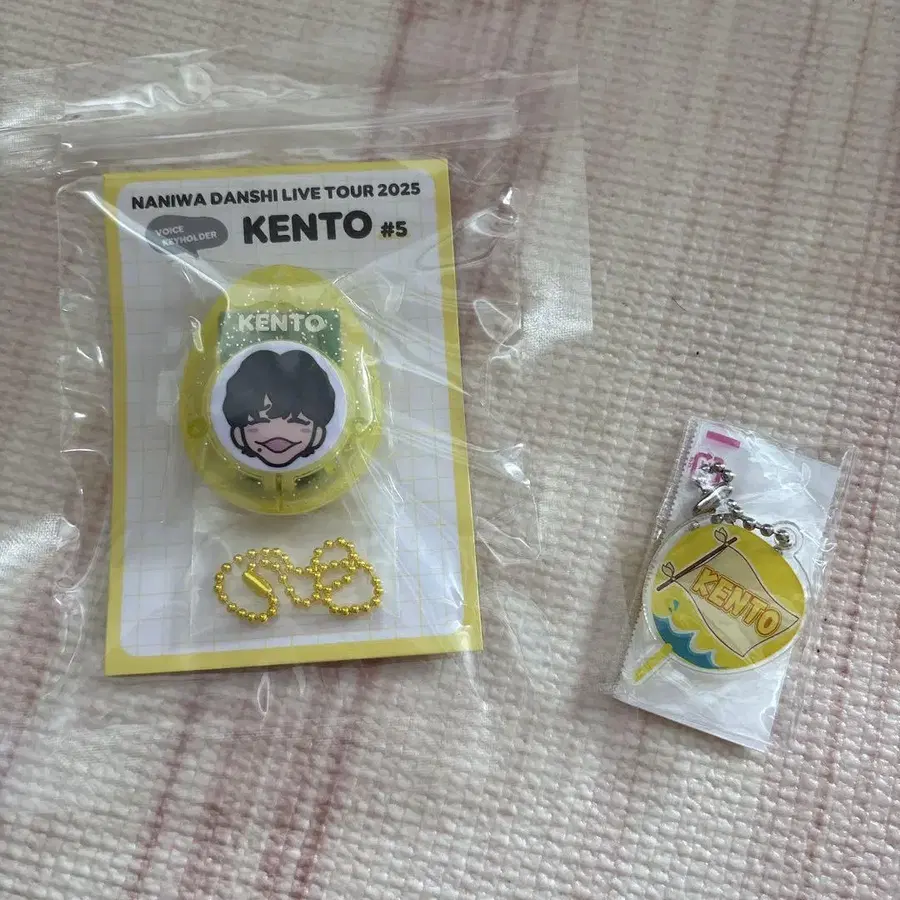 NANIWA DANSHI LIVE TOUR 2025
VOICE
KEYHOLDER
KENTO #5
KENTO
KENTO